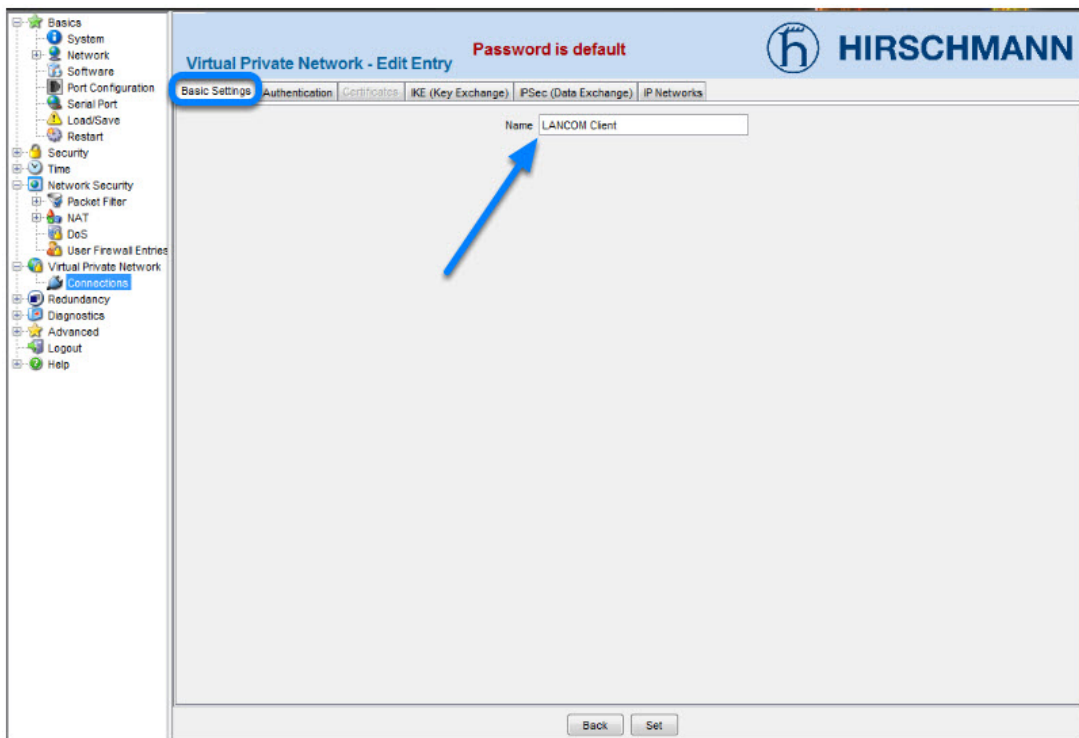 Basics
System
Network
Software
Port Configuration
Serial Port
Load/Save
Restart
Security
Time
Network Security
Packet Filter
NAT
DoS
User Firewall Entries
Virtual Private Network
Connections
Redundancy
Diagnostics
Advanced
Logout
Help
Password is default
Virtual Private Network - Edit Entry
HIRSCHMANN
Basic Settings Authentication Certificates IKE (Key Exchange) IPSec (Data Exchange) IP Networks
Name LANCOM Client
Back Set